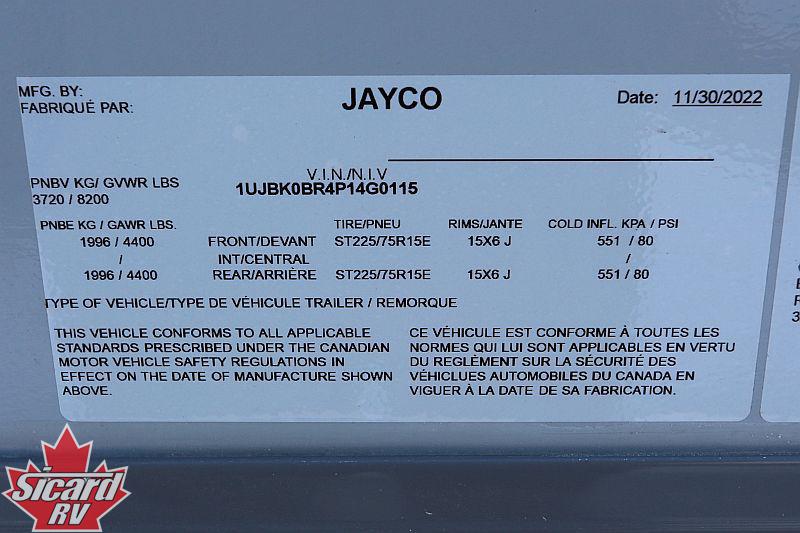 MFG. BY:
FABRIQUÉ PAR:
JAYCO
Date: 11/30/2022
V.I.N./N.I.V
1UJBK0BR4P14G0115
PNBV KG/ GVWR LBS
3720 / 8200
PNBE KG / GAWR LBS. TIRE/PNEU RIMS/JANTE COLD INFL. KPA / PSI
1996 / 4400 FRONT/DEVANT ST225/75R15E 15X6 J 551 / 80
/ INT/CENTRAL /
1996 / 4400 REAR/ARRIÈRE ST225/75R15E 15X6 J 551 / 80
TYPE OF VEHICLE/TYPE DE VÉHICULE TRAILER / REMORQUE
THIS VEHICLE CONFORMS TO ALL APPLICABLE
STANDARDS PRESCRIBED UNDER THE CANADIAN
MOTOR VEHICLE SAFETY REGULATIONS IN
EFFECT ON THE DATE OF MANUFACTURE SHOWN
ABOVE.
CE VÉHICULE EST CONFORME À TOUTES LES
NORMES QUI LUI SONT APPLICABLES EN VERTU
DU REGLÈMENT SUR LA SÉCURITÉ DES
VÉHICLUES AUTOMOBILES DU CANADA EN
VIGUER À LA DATE DE SA FABRICATION.
Sicard
RV